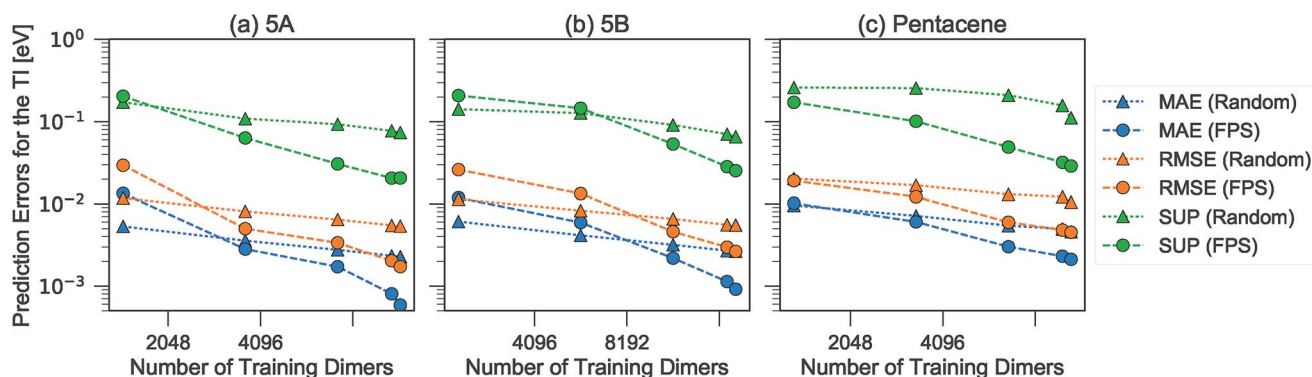 (a) 5A (b) 5B (c) Pentacene
Prediction Errors for the TI [eV]
10⁰
10⁻¹
10⁻²
10⁻³
2048 4096
4096 8192
2048 4096
Number of Training Dimers Number of Training Dimers Number of Training Dimers
MAE (Random)
MAE (FPS)
RMSE (Random)
RMSE (FPS)
SUP (Random)
SUP (FPS)